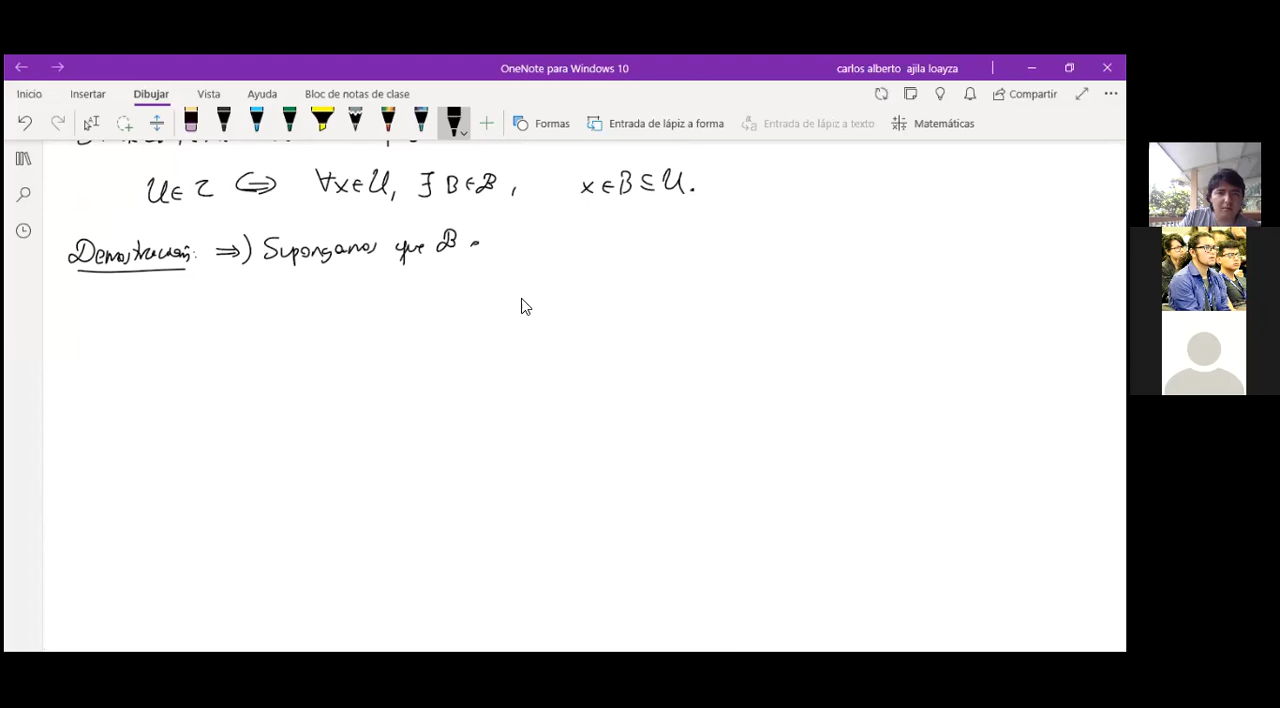 OneNote para Windows 10
carlos alberto ajila loayza
Inicio Insertar Dibujar Vista Ayuda Bloc de notas de clase
Compartir
Formas Entrada de lápiz a forma Entrada de lápiz a texto Matemáticas
U ∈ τ ⟺ ∀x∈U, ∃ B∈ℬ, x∈B⊆U.
Demostración: ⇒) Supongamos que ℬ